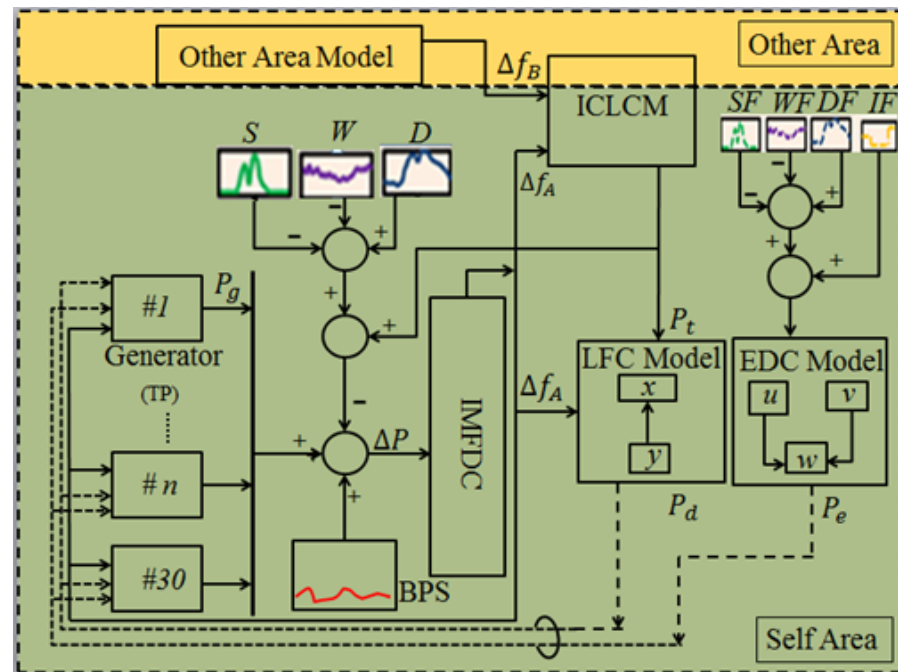 Other Area Model
Other Area
Δf_B
ICLCM
SF WF DF IF
S W D
Δf_A
− − +
− − +
+ +
+ +
#1
P_g
Generator
(TP)
......
# n
#30
−
+
ΔP
+
BPS
IMFDC
Δf_A
P_t
LFC Model
x
y
P_d
EDC Model
u v
w
P_e
Self Area